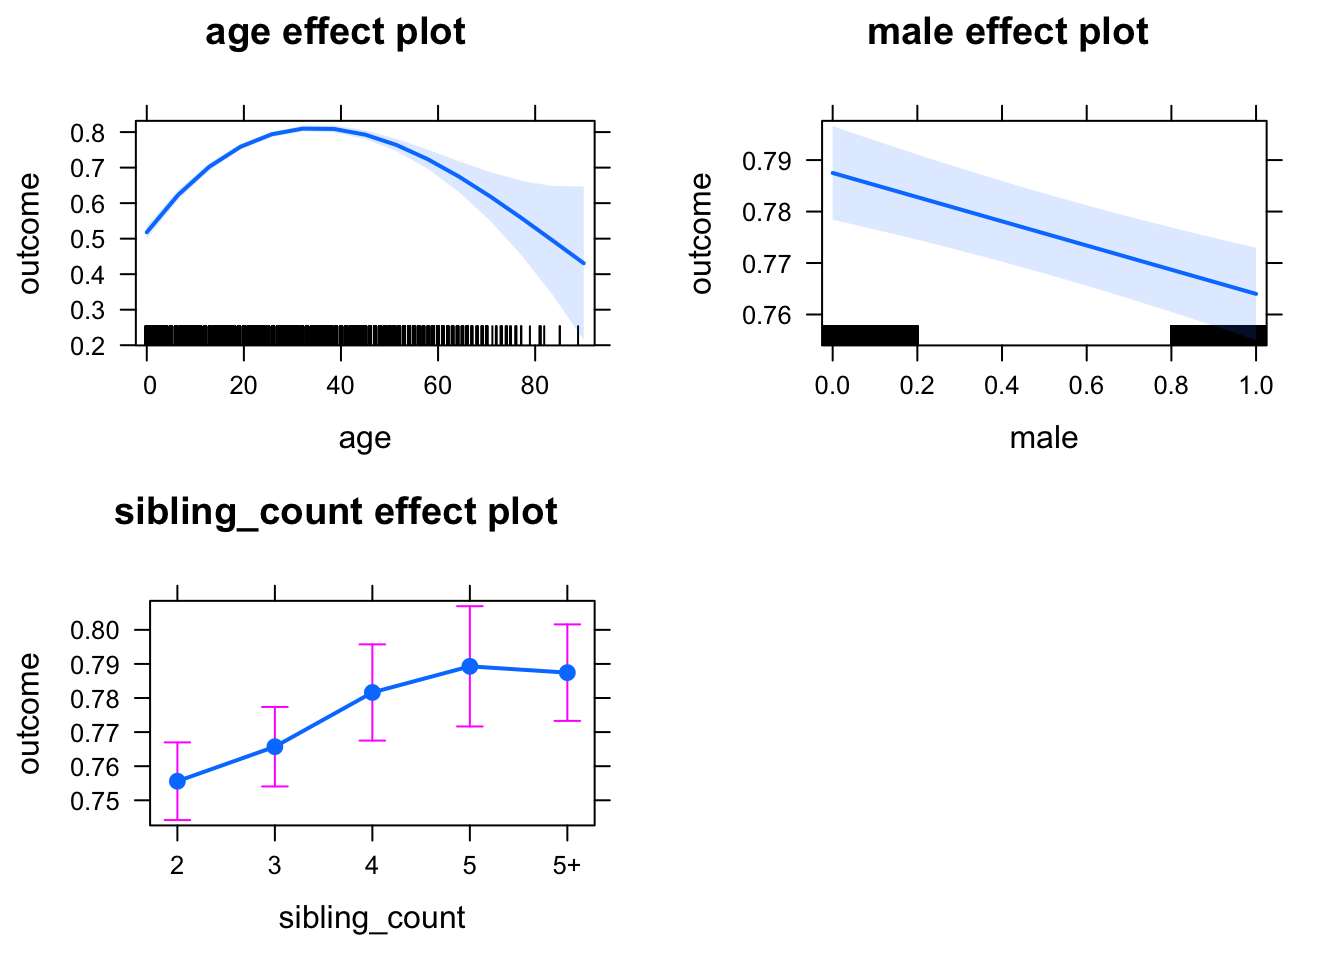 age effect plot
outcome
0.8
0.7
0.6
0.5
0.4
0.3
0.2
0 20 40 60 80
age
male effect plot
outcome
0.79
0.78
0.77
0.76
0.0 0.2 0.4 0.6 0.8 1.0
male
sibling_count effect plot
outcome
0.80
0.79
0.78
0.77
0.76
0.75
2 3 4 5 5+
sibling_count